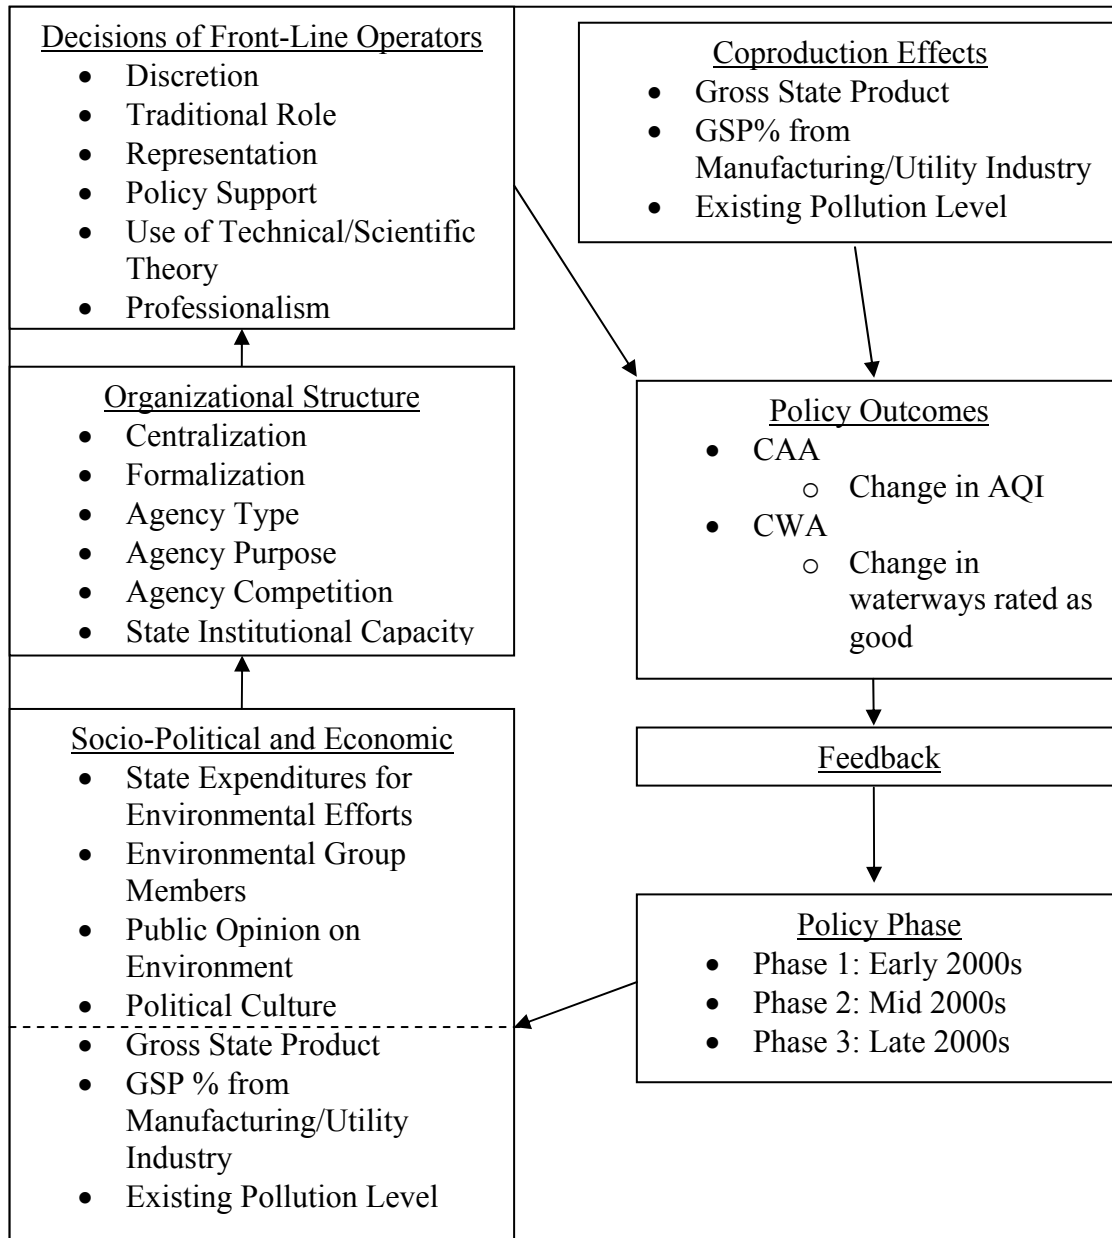 Decisions of Front-Line Operators
• Discretion
• Traditional Role
• Representation
• Policy Support
• Use of Technical/Scientific
Theory
• Professionalism
Coproduction Effects
• Gross State Product
• GSP% from
Manufacturing/Utility Industry
• Existing Pollution Level
Organizational Structure
• Centralization
• Formalization
• Agency Type
• Agency Purpose
• Agency Competition
• State Institutional Capacity
Policy Outcomes
• CAA
o Change in AQI
• CWA
o Change in
waterways rated as
good
Socio-Political and Economic
• State Expenditures for
Environmental Efforts
• Environmental Group
Members
• Public Opinion on
Environment
• Political Culture
• Gross State Product
• GSP % from
Manufacturing/Utility
Industry
• Existing Pollution Level
Feedback
Policy Phase
• Phase 1: Early 2000s
• Phase 2: Mid 2000s
• Phase 3: Late 2000s